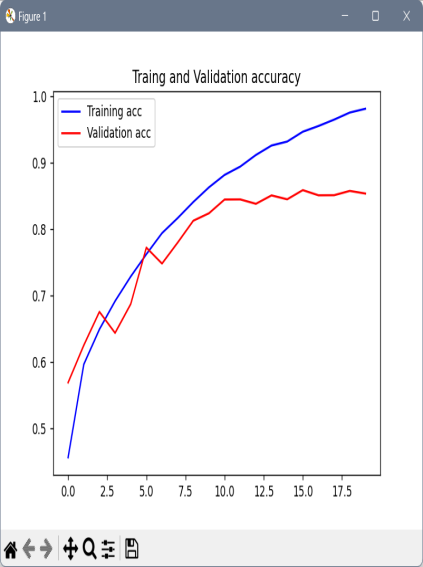 Figure 1
Traing and Validation accuracy
Training acc
Validation acc
1.0
0.9
0.8
0.7
0.6
0.5
0.0 2.5 5.0 7.5 10.0 12.5 15.0 17.5